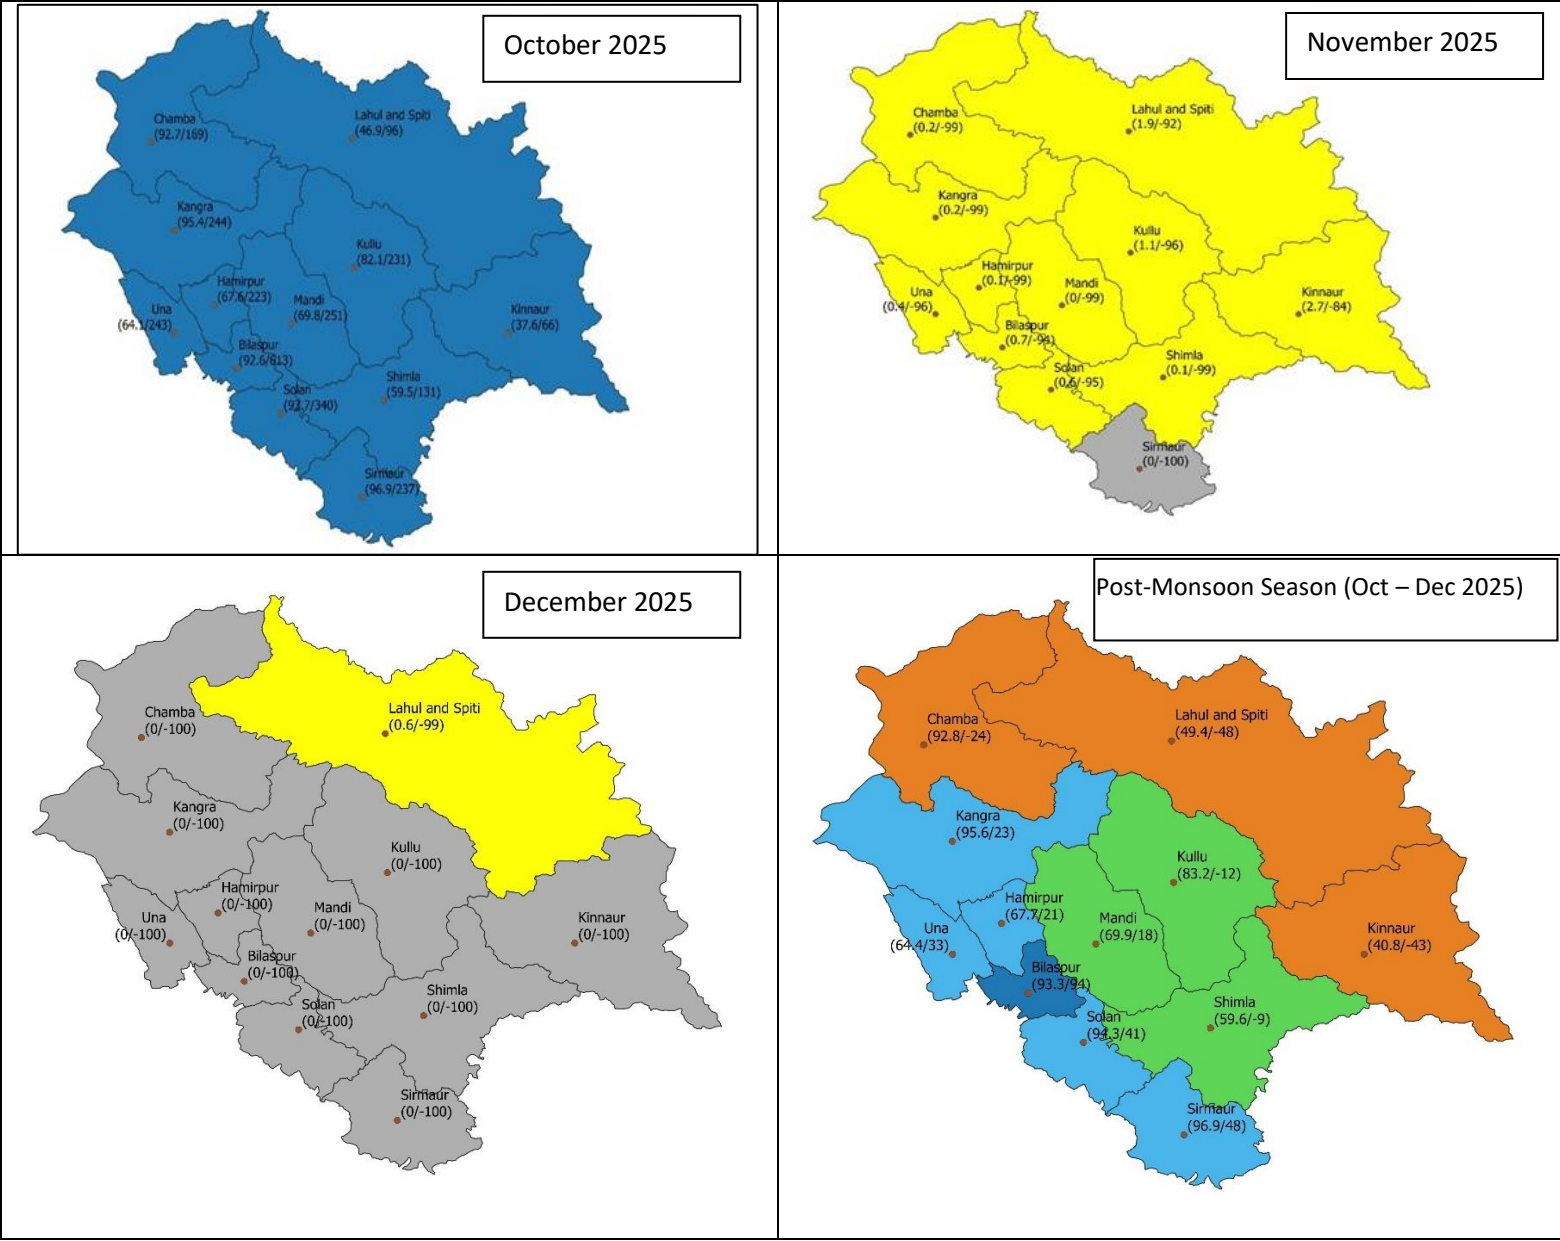 October 2025
Chamba
(92.7/169)
Lahul and Spiti
(46.9/96)
Kangra
(95.4/244)
Kullu
(82.1/231)
Hamirpur
(67.6/223)
Mandi
(69.8/251)
Una
(64.1/243)
Kinnaur
(37.6/66)
Bilaspur
(92.6/613)
Shimla
(59.5/131)
Solan
(93.7/340)
Sirmaur
(96.9/237)
November 2025
Chamba
(0.2/-99)
Lahul and Spiti
(1.9/-92)
Kangra
(0.2/-99)
Kullu
(1.1/-96)
Hamirpur
(0.1/-99)
Mandi
(0/-99)
Una
(0.4/-96)
Kinnaur
(2.7/-84)
Bilaspur
(0.7/-94)
Shimla
(0.1/-99)
Solan
(0.6/-95)
Sirmaur
(0/-100)
December 2025
Lahul and Spiti
(0.6/-99)
Chamba
(0/-100)
Kangra
(0/-100)
Kullu
(0/-100)
Hamirpur
(0/-100)
Mandi
(0/-100)
Una
(0/-100)
Kinnaur
(0/-100)
Bilaspur
(0/-100)
Shimla
(0/-100)
Solan
(0/-100)
Sirmaur
(0/-100)
Post-Monsoon Season (Oct – Dec 2025)
Lahul and Spiti
(49.4/-48)
Chamba
(92.8/-24)
Kangra
(95.6/23)
Kullu
(83.2/-12)
Hamirpur
(67.7/21)
Mandi
(69.9/18)
Una
(64.4/33)
Kinnaur
(40.8/-43)
Bilaspur
(93.3/94)
Shimla
(59.6/-9)
Solan
(94.3/41)
Sirmaur
(96.9/48)